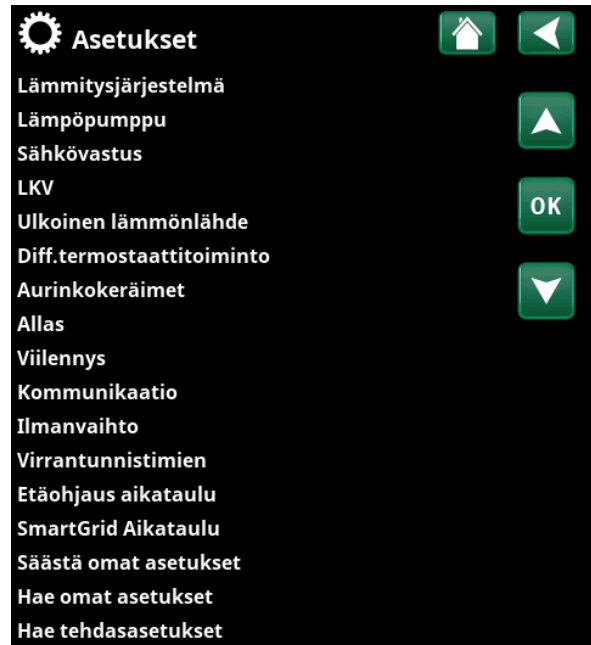 Asetukset
Lämmitysjärjestelmä
Lämpöpumppu
Sähkövastus
LKV
OK
Ulkoinen lämmönlähde
Diff.termostaattitoiminto
Aurinkokeräimet
Allas
Viilennys
Kommunikaatio
Ilmanvaihto
Virrantunnistimien
Etäohjaus aikataulu
SmartGrid Aikataulu
Säästä omat asetukset
Hae omat asetukset
Hae tehdasasetukset